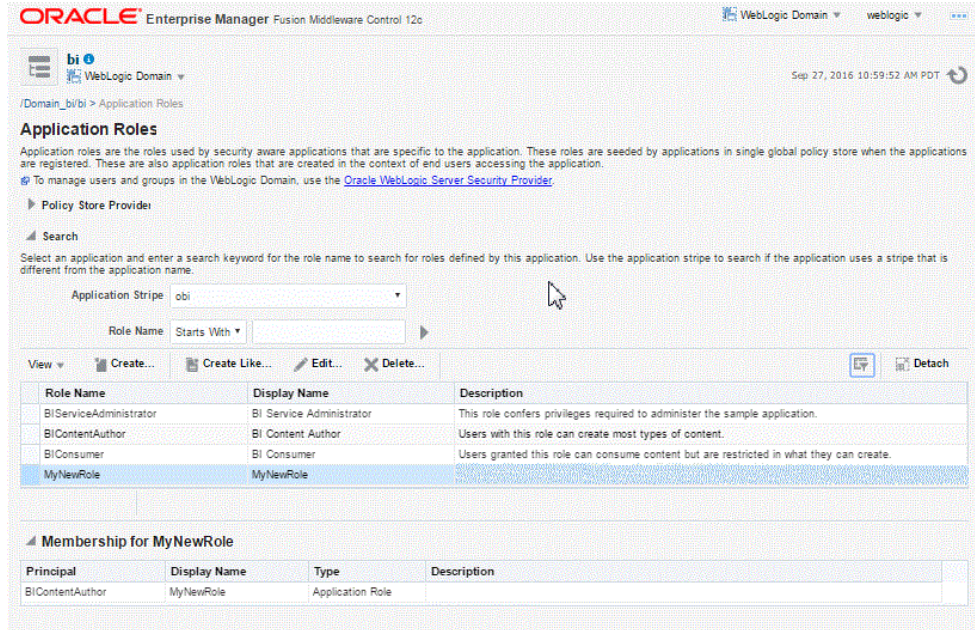 ORACLE Enterprise Manager Fusion Middleware Control 12c
WebLogic Domain weblogic
bi
WebLogic Domain
Sep 27, 2016 10:59:52 AM PDT
/Domain_bi/bi > Application Roles
Application Roles
Application roles are the roles used by security aware applications that are specific to the application. These roles are seeded by applications in single global policy store when the applications
are registered. These are also application roles that are created in the context of end users accessing the application.
To manage users and groups in the WebLogic Domain, use the Oracle WebLogic Server Security Provider.
Policy Store Provider
Search
Select an application and enter a search keyword for the role name to search for roles defined by this application. Use the application stripe to search if the application uses a stripe that is
different from the application name.
Application Stripe obi
Role Name Starts With
View Create... Create Like... Edit... Delete... Detach
Role Name Display Name Description
BIServiceAdministrator BI Service Administrator This role confers privileges required to administer the sample application.
BIContentAuthor BI Content Author Users with this role can create most types of content.
BIConsumer BI Consumer Users granted this role can consume content but are restricted in what they can create.
MyNewRole MyNewRole
Membership for MyNewRole
Principal Display Name Type Description
BIContentAuthor MyNewRole Application Role